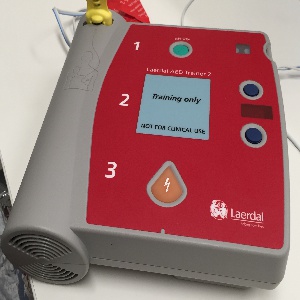 1
Laerdal AED Trainer 2
2
Training only
NOT FOR CLINICAL USE
3
Laerdal